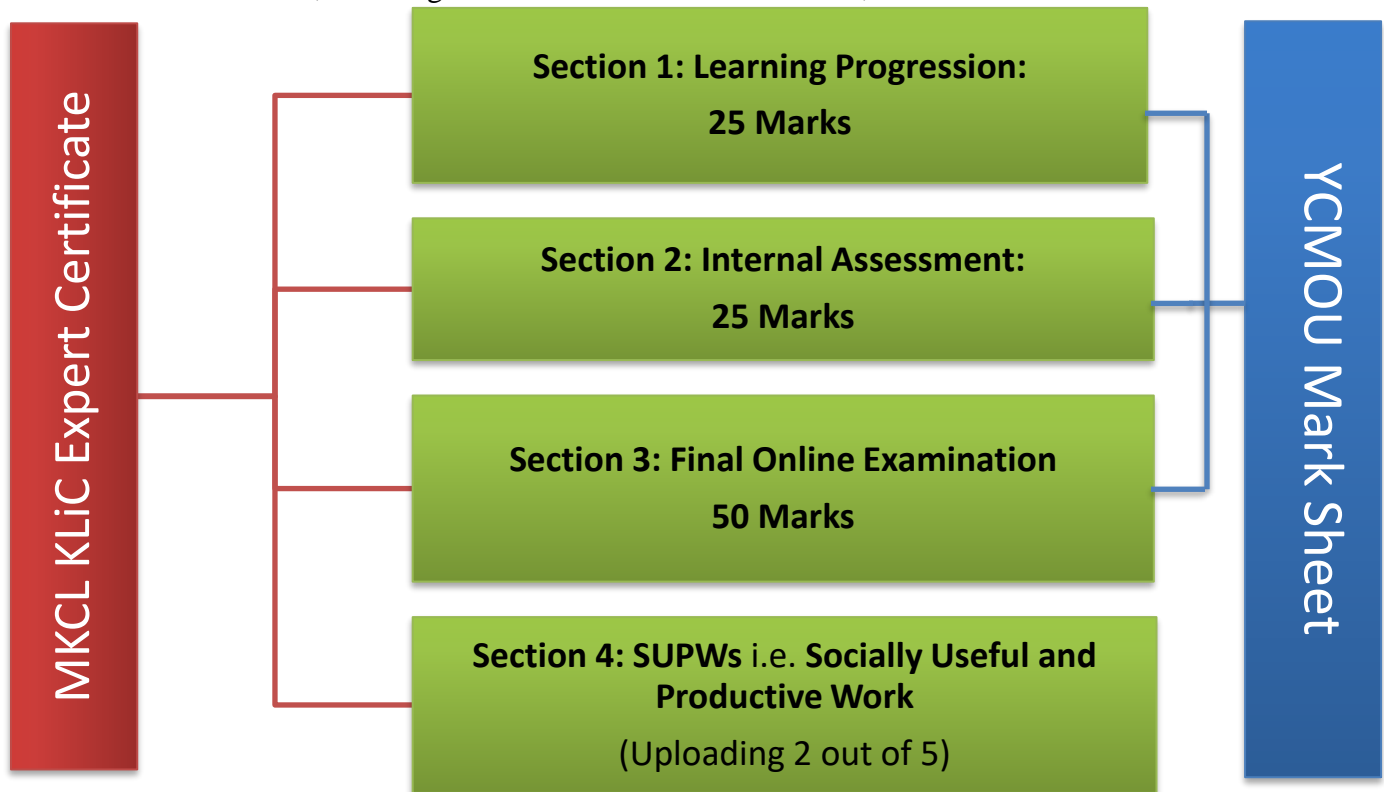 MKCL KLiC Expert Certificate
Section 1: Learning Progression:
25 Marks
Section 2: Internal Assessment:
25 Marks
Section 3: Final Online Examination
50 Marks
Section 4: SUPWs i.e. Socially Useful and
Productive Work
(Uploading 2 out of 5)
YCMOU Mark Sheet